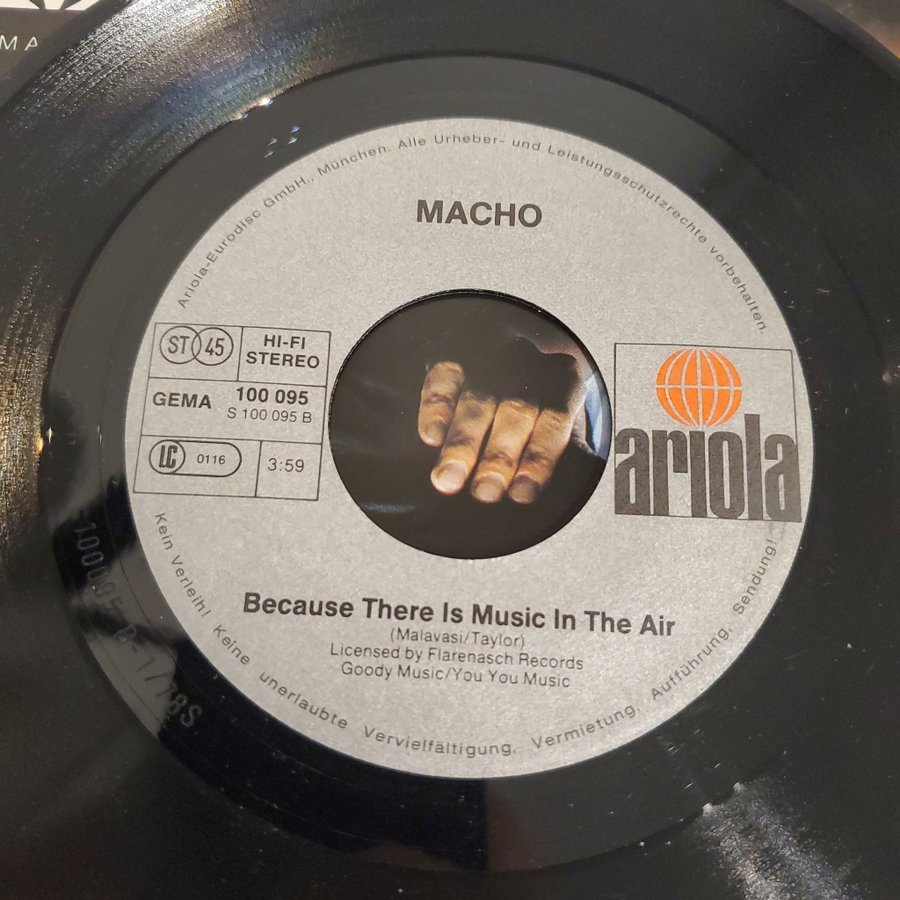 MA
Ariola-Eurodisc GmbH., München. Alle Urheber- und Leistungsschutzrechte vorbehalten.
MACHO
ST 45
HI-FI
STEREO
GEMA
100 095
S 100 095 B
LC 0116
3:59
ariola
Because There Is Music In The Air
(Malavasi/Taylor)
Licensed by Flarenasch Records
Goody Music/You You Music
Kein Verleih! Keine unerlaubte Vervielfältigung, Vermietung, Aufführung, Sendung!